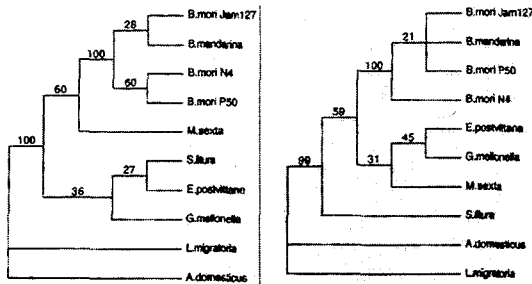 B.mori Jam127
28
B.mandarina
100
B.mori N4
60
60
B.mori P50
M.sexta
100
S.litura
27
E.postvittana
36
G.mellonella
L.migratoria
A.domesticus
B.mori Jam127
21
B.mandarina
B.mori P50
100
B.mori N4
59
E.postvittana
45
G.mellonella
31
M.sexta
99
S.litura
A.domesticus
L.migratoria